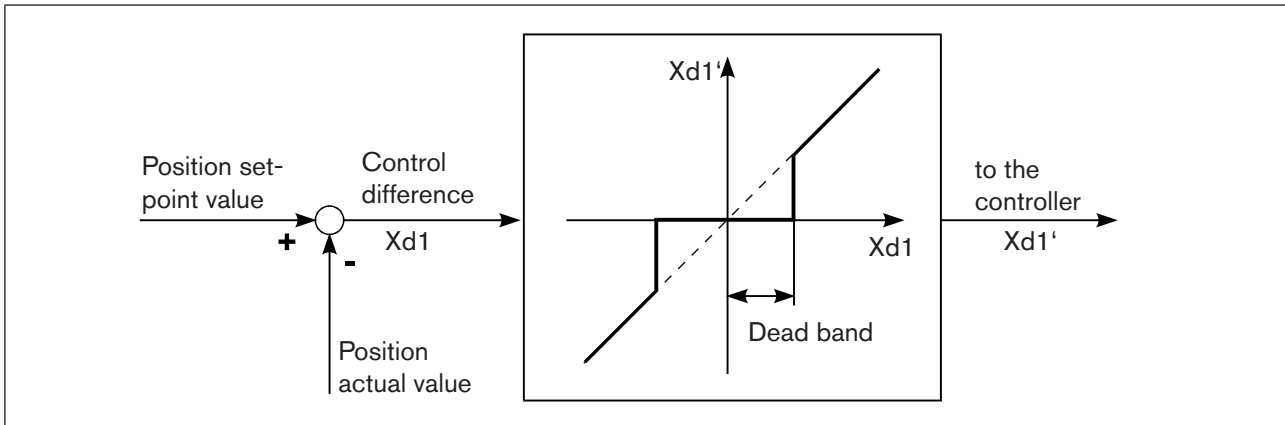 Position set-
point value
+
-
Position
actual value
Control
difference
Xd1
Xd1‘
Xd1
Dead band
to the
controller
Xd1‘